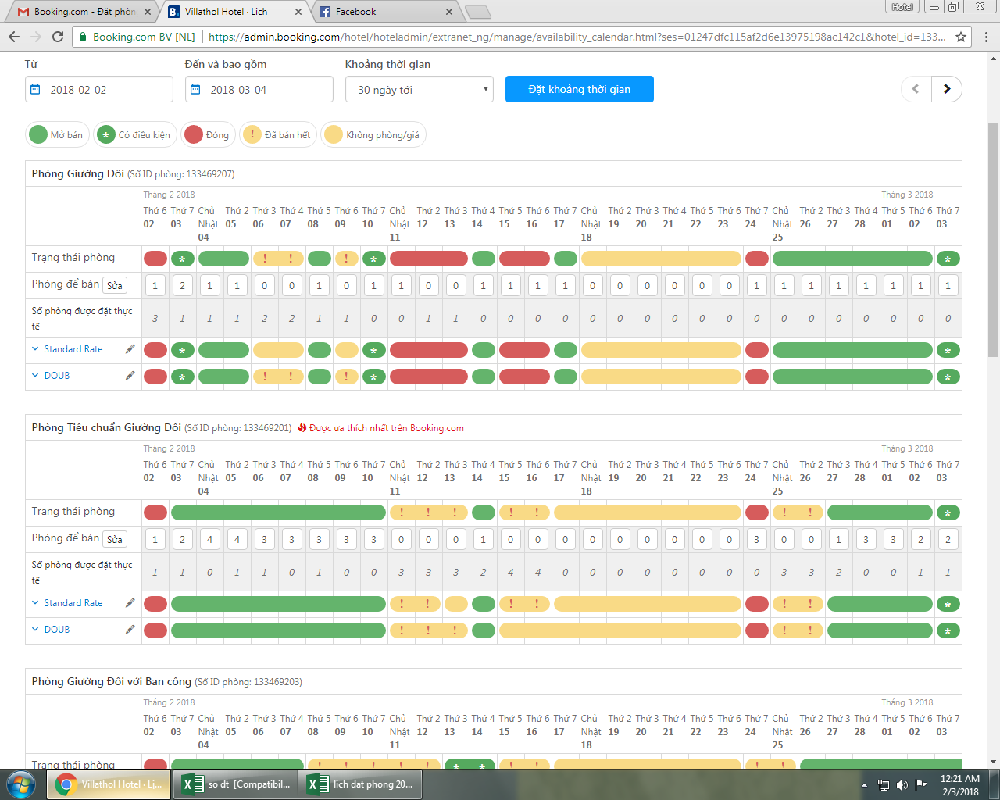 Booking.com - Đặt phòn
Villathol Hotel · Lịch
Facebook
Hotel
Booking.com BV [NL]
https://admin.booking.com/hotel/hoteladmin/extranet_ng/manage/availability_calendar.html?ses=01247dfc115af2d6e13975198ac142c1&hotel_id=133...
Từ
Đến và bao gồm
Khoảng thời gian
2018-02-02
2018-03-04
30 ngày tới
Đặt khoảng thời gian
Mở bán
* Có điều kiện
Đóng
! Đã bán hết
Không phòng/giá
Phòng Giường Đôi (Số ID phòng: 133469207)
Tháng 2 2018 Tháng 3 2018
Thứ 6 Thứ 7 Chủ Thứ 2 Thứ 3 Thứ 4 Thứ 5 Thứ 6 Thứ 7 Chủ Thứ 2 Thứ 3 Thứ 4 Thứ 5 Thứ 6 Thứ 7 Chủ Thứ 2 Thứ 3 Thứ 4 Thứ 5 Thứ 6 Thứ 7 Chủ Thứ 2 Thứ 3 Thứ 4 Thứ 5 Thứ 6 Thứ 7
02 03 Nhật 05 06 07 08 09 10 Nhật 12 13 14 15 16 17 Nhật 19 20 21 22 23 24 Nhật 26 27 28 01 02 03
04 11 18 25
Trạng thái phòng * ! ! ! * *
Phòng để bán Sửa 1 2 1 1 0 0 1 0 1 1 0 0 1 1 1 1 0 0 0 0 0 0 1 1 1 1 1 1 1 1
Số phòng được đặt thực
tế 3 1 1 1 2 2 1 1 0 0 1 1 0 0 0 0 0 0 0 0 0 0 0 0 0 0 0 0 0 0
Standard Rate * * *
DOUB * ! ! ! * *
Phòng Tiêu chuẩn Giường Đôi (Số ID phòng: 133469201) Được ưa thích nhất trên Booking.com
Tháng 2 2018 Tháng 3 2018
Thứ 6 Thứ 7 Chủ Thứ 2 Thứ 3 Thứ 4 Thứ 5 Thứ 6 Thứ 7 Chủ Thứ 2 Thứ 3 Thứ 4 Thứ 5 Thứ 6 Thứ 7 Chủ Thứ 2 Thứ 3 Thứ 4 Thứ 5 Thứ 6 Thứ 7 Chủ Thứ 2 Thứ 3 Thứ 4 Thứ 5 Thứ 6 Thứ 7
02 03 Nhật 05 06 07 08 09 10 Nhật 12 13 14 15 16 17 Nhật 19 20 21 22 23 24 Nhật 26 27 28 01 02 03
04 11 18 25
Trạng thái phòng ! ! ! ! ! ! ! *
Phòng để bán Sửa 1 2 4 4 3 3 3 3 3 0 0 0 1 0 0 0 0 0 0 0 0 0 3 0 0 1 3 3 2 2
Số phòng được đặt thực
tế 1 1 0 1 1 0 1 0 0 3 3 3 2 4 4 0 0 0 0 0 0 0 0 3 3 2 0 0 1 1
Standard Rate ! ! ! ! ! ! *
DOUB ! ! ! ! ! *
Phòng Giường Đôi với Ban công (Số ID phòng: 133469203)
Tháng 2 2018 Tháng 3 2018
Thứ 6 Thứ 7 Chủ Thứ 2 Thứ 3 Thứ 4 Thứ 5 Thứ 6 Thứ 7 Chủ Thứ 2 Thứ 3 Thứ 4 Thứ 5 Thứ 6 Thứ 7 Chủ Thứ 2 Thứ 3 Thứ 4 Thứ 5 Thứ 6 Thứ 7 Chủ Thứ 2 Thứ 3 Thứ 4 Thứ 5 Thứ 6 Thứ 7
02 03 Nhật 05 06 07 08 09 10 Nhật 12 13 14 15 16 17 Nhật 19 20 21 22 23 24 Nhật 26 27 28 01 02 03
04 11 18 25
Trạng thái phòng ! ! ! ! ! * * ! ! ! !
Villathol Hotel · Li...
so dt [Compatibil...
lich dat phong 20...
12:21 AM
2/3/2018